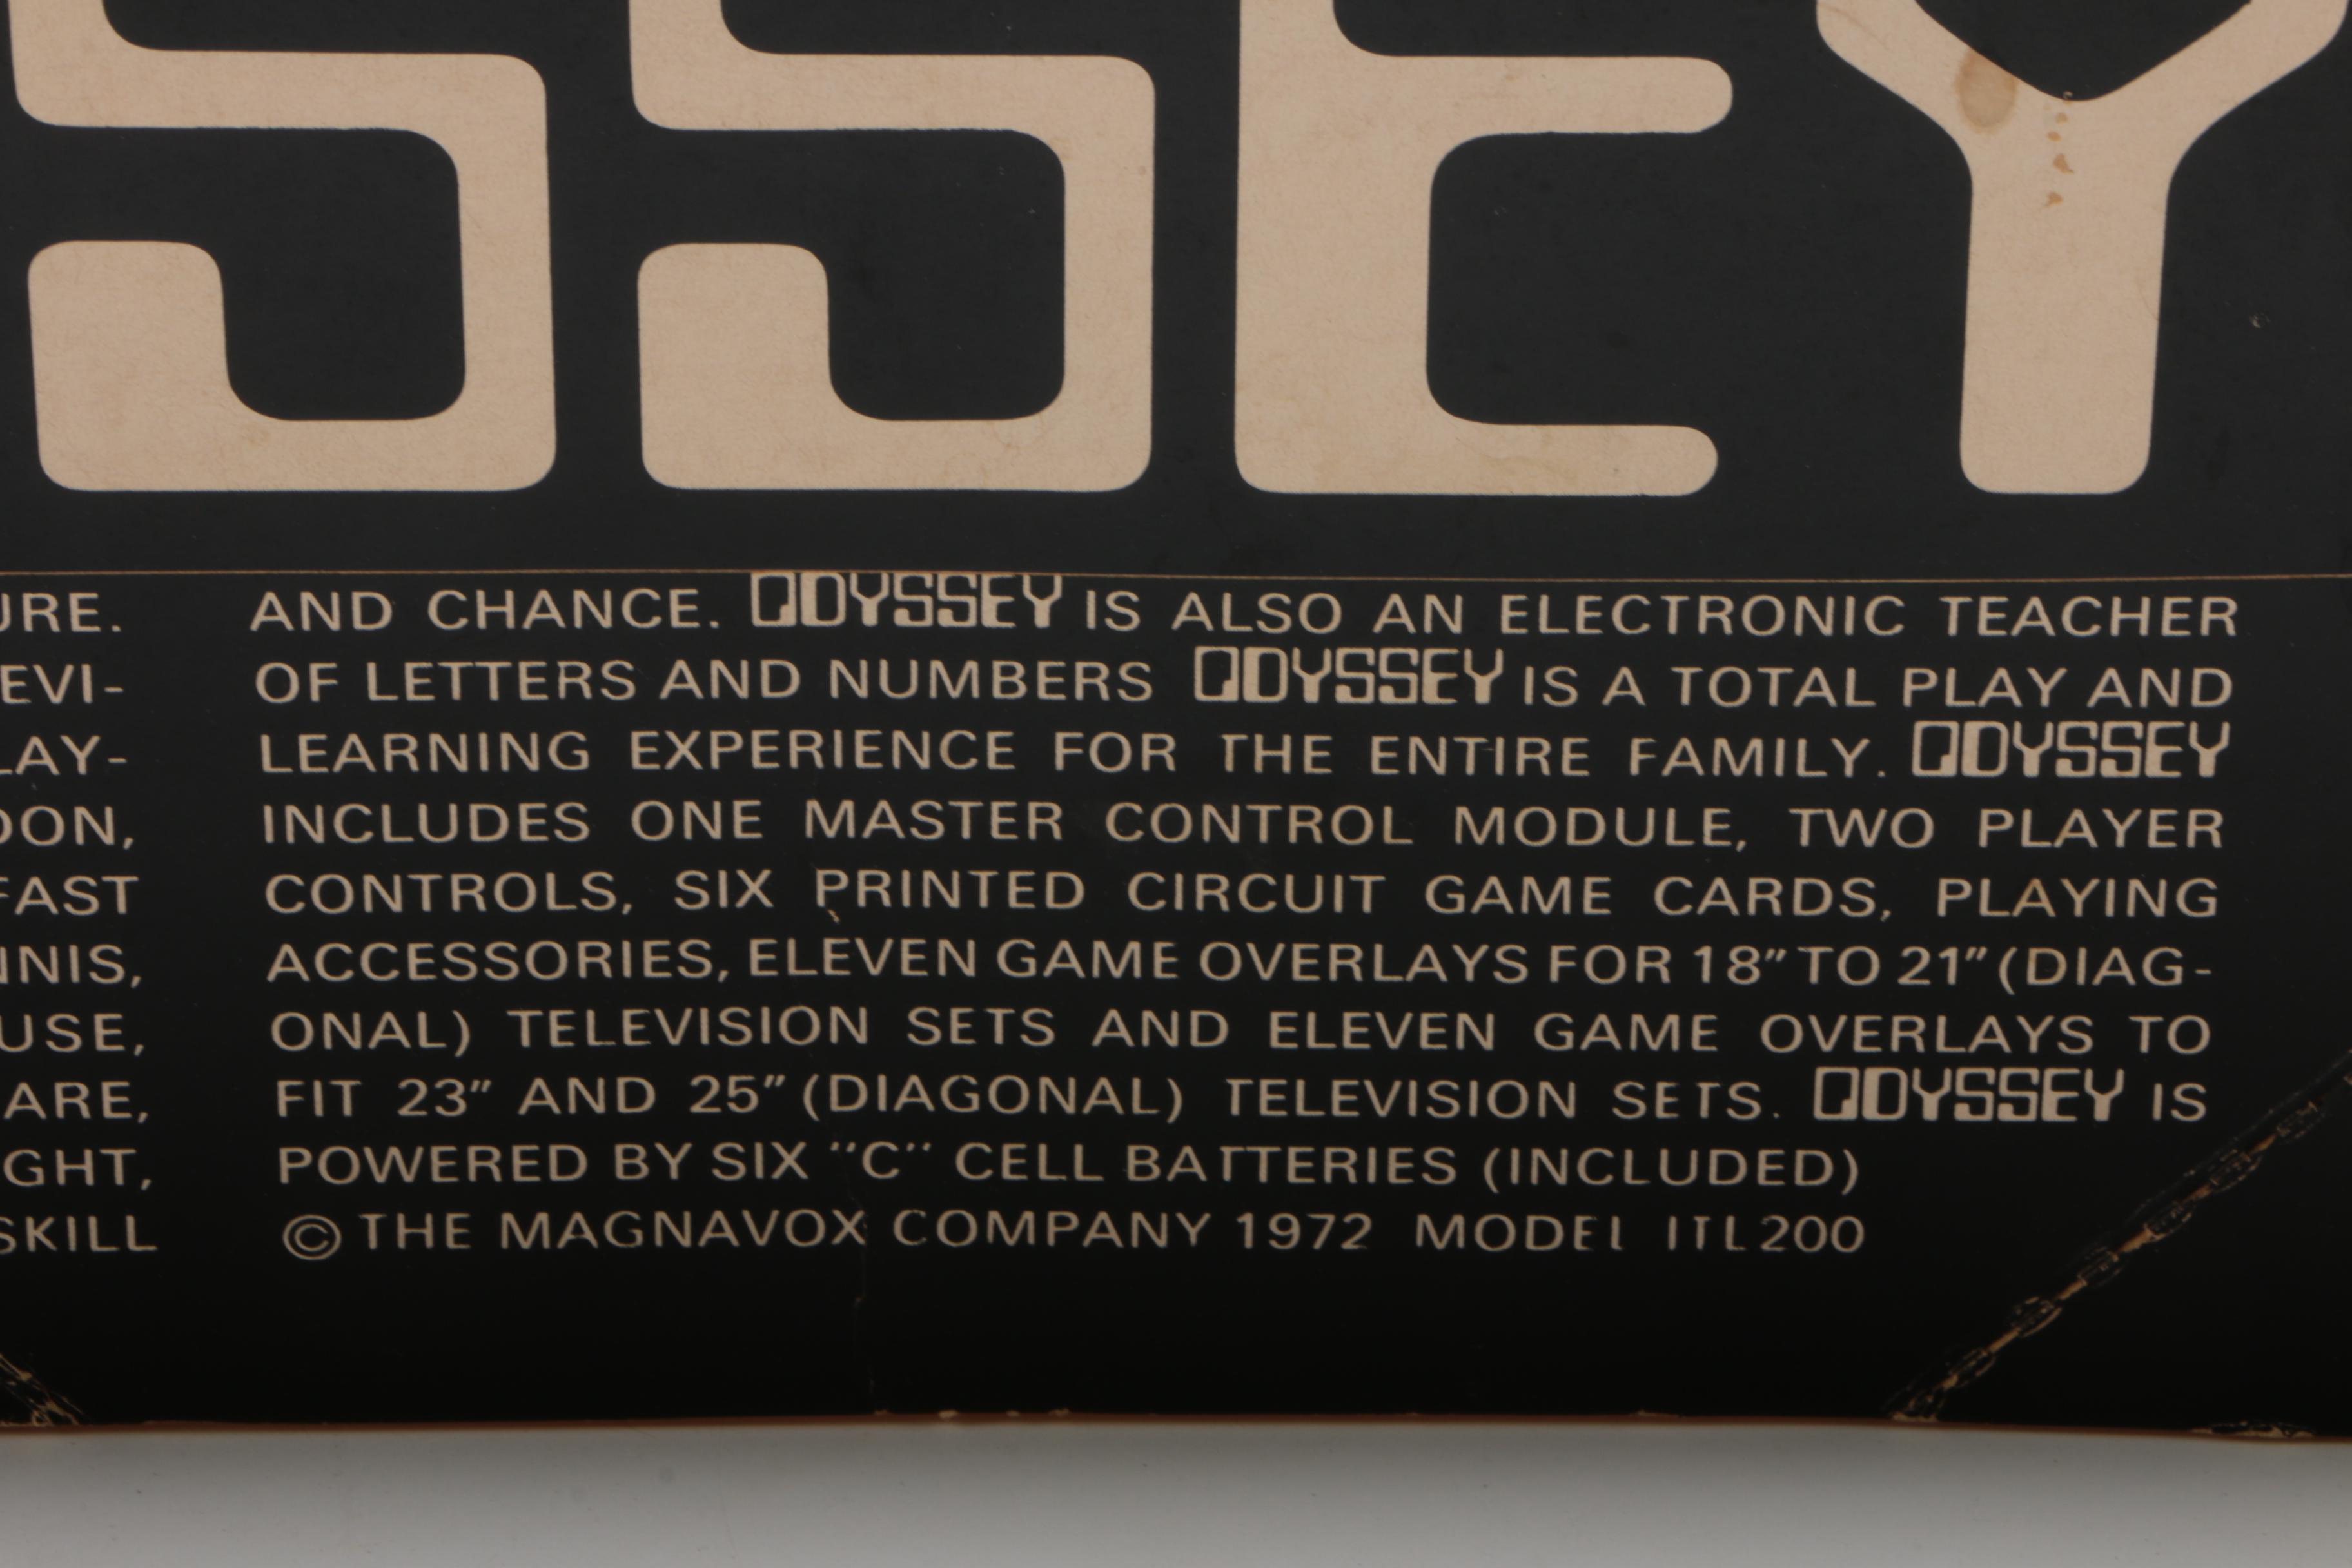 SSEY
URE.
EVI-
LAY-
DON,
FAST
NNIS,
USE,
ARE,
GHT,
SKILL
AND CHANCE. ODYSSEY IS ALSO AN ELECTRONIC TEACHER
OF LETTERS AND NUMBERS ODYSSEY IS A TOTAL PLAY AND
LEARNING EXPERIENCE FOR THE ENTIRE FAMILY. ODYSSEY
INCLUDES ONE MASTER CONTROL MODULE, TWO PLAYER
CONTROLS, SIX PRINTED CIRCUIT GAME CARDS, PLAYING
ACCESSORIES, ELEVEN GAME OVERLAYS FOR 18" TO 21" (DIAG-
ONAL) TELEVISION SETS AND ELEVEN GAME OVERLAYS TO
FIT 23" AND 25" (DIAGONAL) TELEVISION SETS. ODYSSEY IS
POWERED BY SIX "C" CELL BATTERIES (INCLUDED)
© THE MAGNAVOX COMPANY 1972 MODEL ITL200